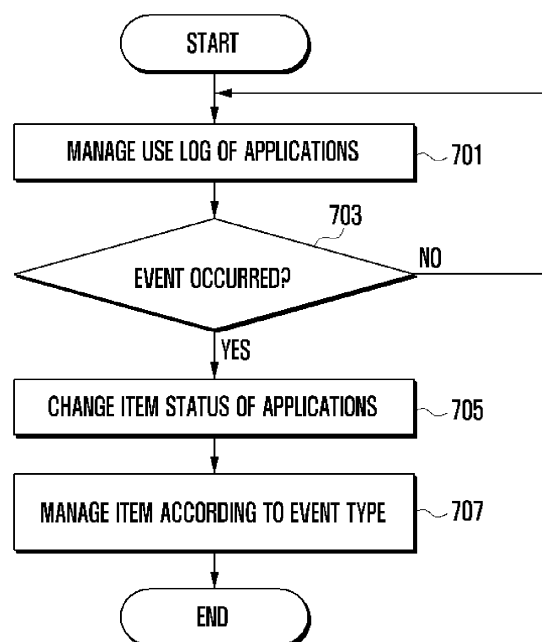 START
MANAGE USE LOG OF APPLICATIONS
701
703
EVENT OCCURRED?
NO
YES
CHANGE ITEM STATUS OF APPLICATIONS
705
MANAGE ITEM ACCORDING TO EVENT TYPE
707
END